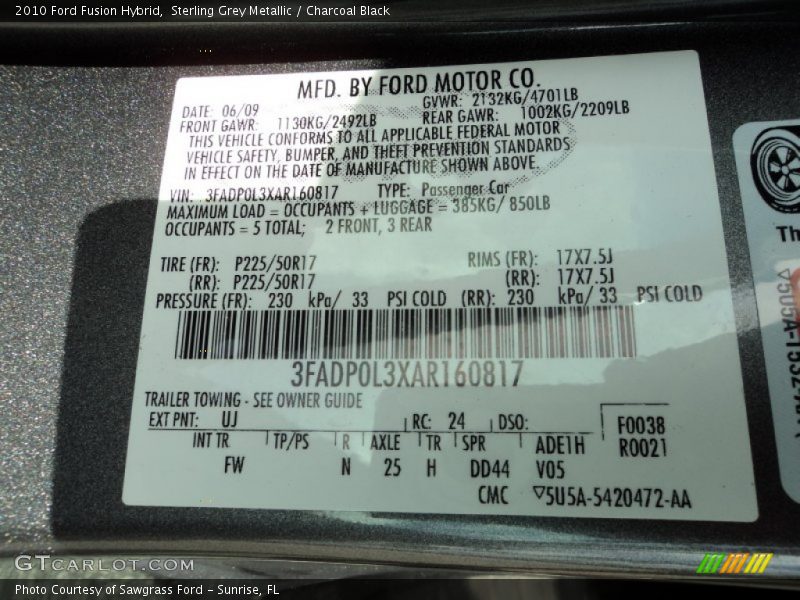 2010 Ford Fusion Hybrid,  Sterling Grey Metallic / Charcoal Black
MFD. BY FORD MOTOR CO.
DATE: 06/09 GVWR: 2132KG/4701LB
FRONT GAWR: 1130KG/2492LB REAR GAWR: 1002KG/2209LB
THIS VEHICLE CONFORMS TO ALL APPLICABLE FEDERAL MOTOR
VEHICLE SAFETY, BUMPER, AND THEFT PREVENTION STANDARDS
IN EFFECT ON THE DATE OF MANUFACTURE SHOWN ABOVE.
VIN: 3FADP0L3XAR160817 TYPE: Passenger Car
MAXIMUM LOAD = OCCUPANTS + LUGGAGE = 385KG/ 850LB
OCCUPANTS = 5 TOTAL; 2 FRONT, 3 REAR
TIRE (FR): P225/50R17 RIMS (FR): 17X7.5J
(RR): P225/50R17 (RR): 17X7.5J
PRESSURE (FR): 230 kPa/ 33 PSI COLD (RR): 230 kPa/ 33 PSI COLD
3FADP0L3XAR160817
TRAILER TOWING - SEE OWNER GUIDE
EXT PNT: UJ RC: 24 DSO: F0038
INT TR TP/PS R AXLE TR SPR ADE1H R0021
FW N 25 H DD44 V05
CMC ▽5U5A-5420472-AA
Th
GTCARLOT.COM
Photo Courtesy of Sawgrass Ford – Sunrise, FL